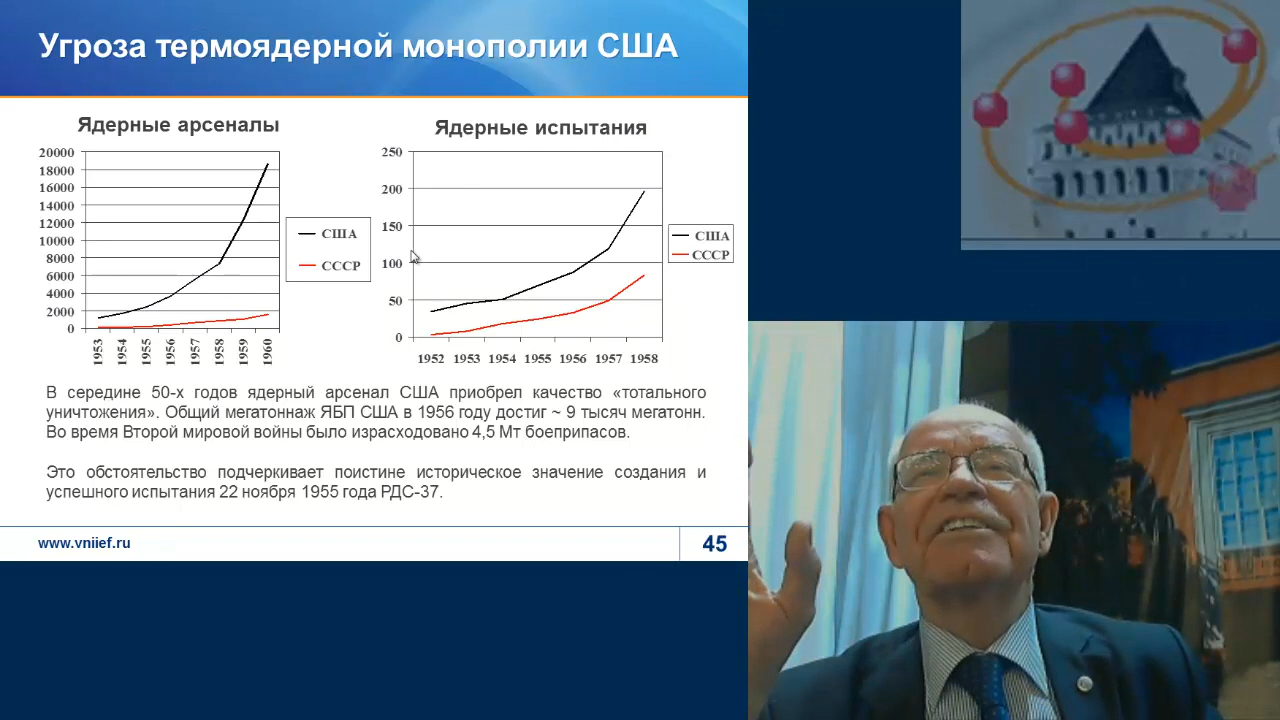 Угроза термоядерной монополии США
Ядерные арсеналы
20000
18000
16000
14000
12000
10000
8000
6000
4000
2000
0
1953
1954
1955
1956
1957
1958
1959
1960
США
СССР
Ядерные испытания
250
200
150
100
50
0
1952
1953
1954
1955
1956
1957
1958
США
СССР
В середине 50-х годов ядерный арсенал США приобрел качество «тотального
уничтожения». Общий мегатоннаж ЯБП США в 1956 году достиг ~ 9 тысяч мегатонн.
Во время Второй мировой войны было израсходовано 4,5 Мт боеприпасов.
Это обстоятельство подчеркивает поистине историческое значение создания и
успешного испытания 22 ноября 1955 года РДС-37.
www.vniief.ru
45